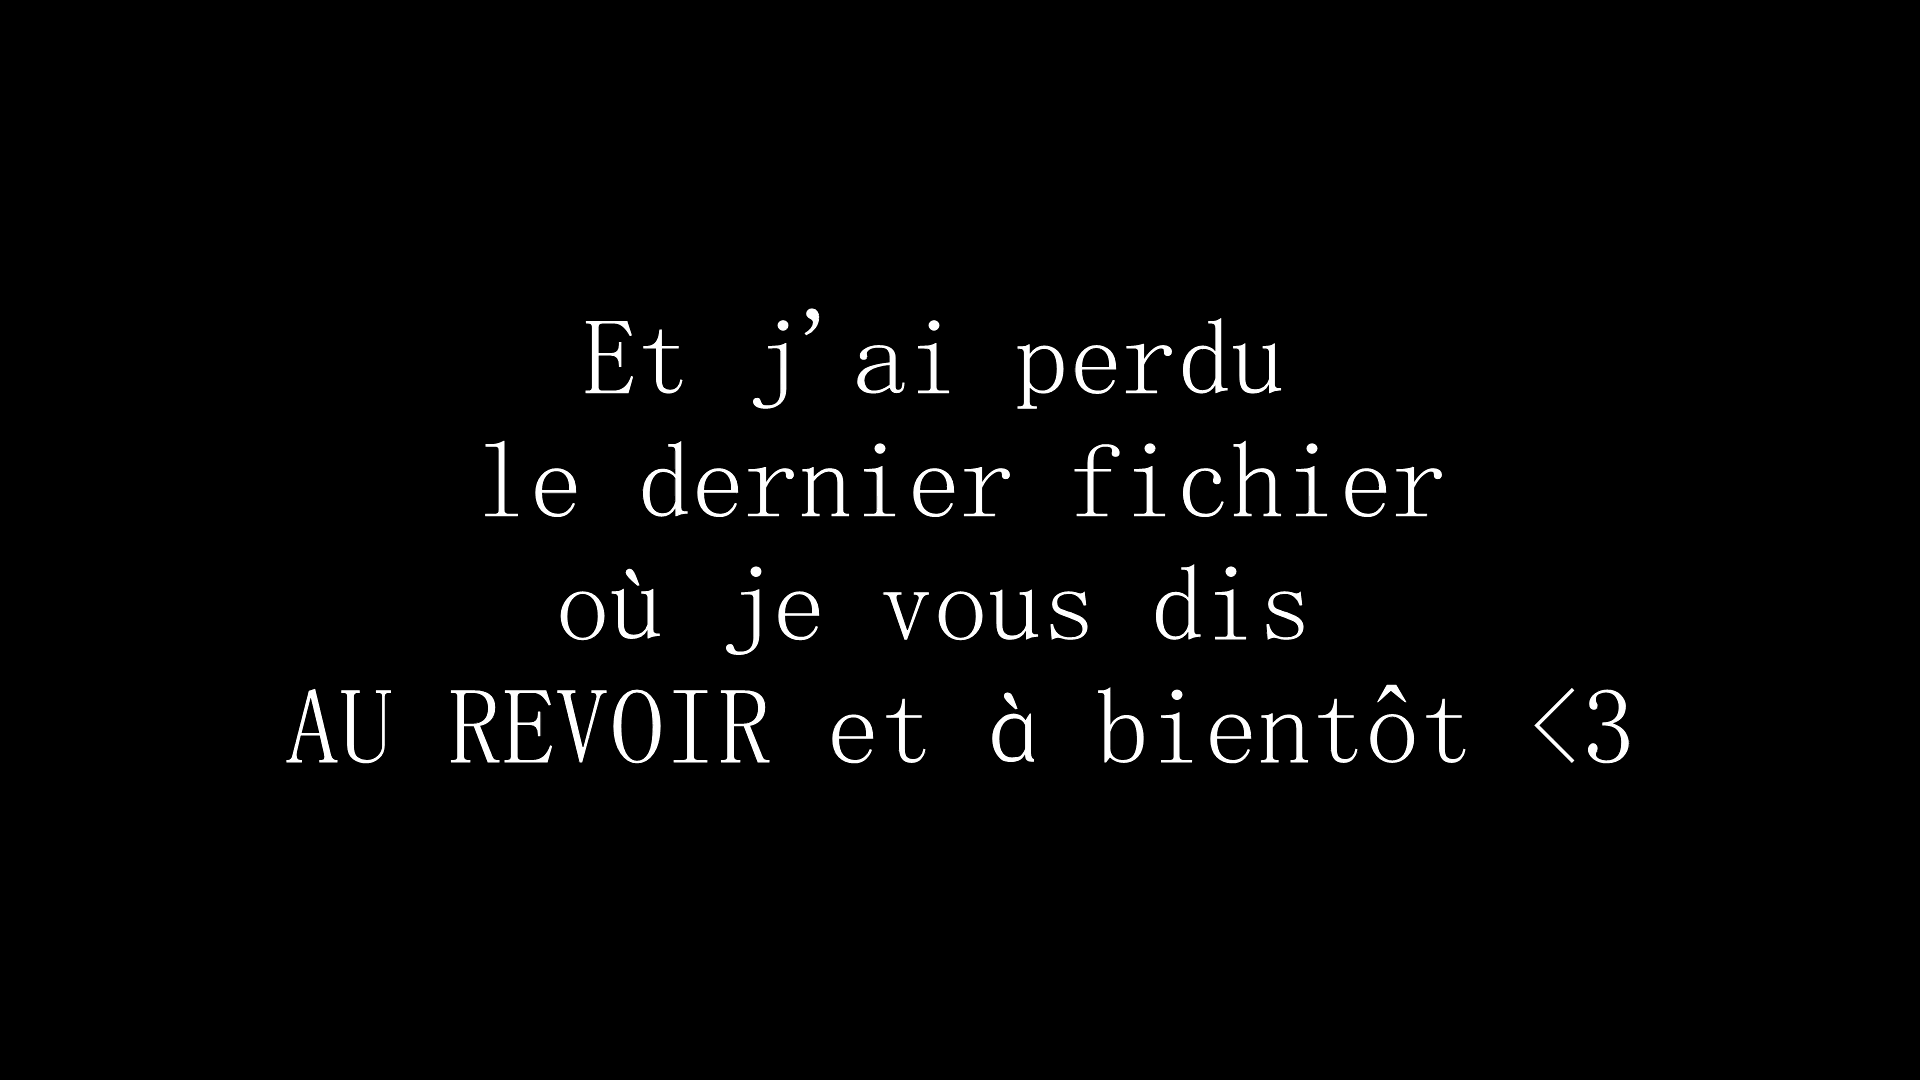 Et j’ai perdu
le dernier fichier
où je vous dis
AU REVOIR et à bientôt <3